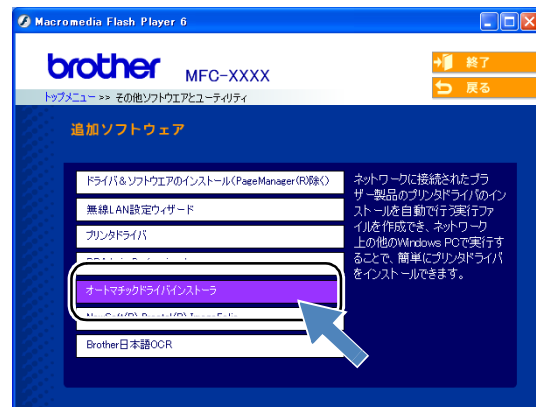 Macromedia Flash Player 6
brother MFC-XXXX
終了
戻る
トップメニュー >> その他ソフトウエアとユーティリティ
追加ソフトウェア
ドライバ&ソフトウエアのインストール(PageManager(R)除く)
無線LAN設定ウィザード
プリンタドライバ
オートマチックドライバインストーラ
Brother日本語OCR
ネットワークに接続されたブラ
ザー製品のプリンタドライバのイン
ストールを自動で行う実行ファ
イルを作成でき、ネットワーク
上の他のWindows PCで実行す
ることで、簡単にプリンタドライバ
をインストールできます。